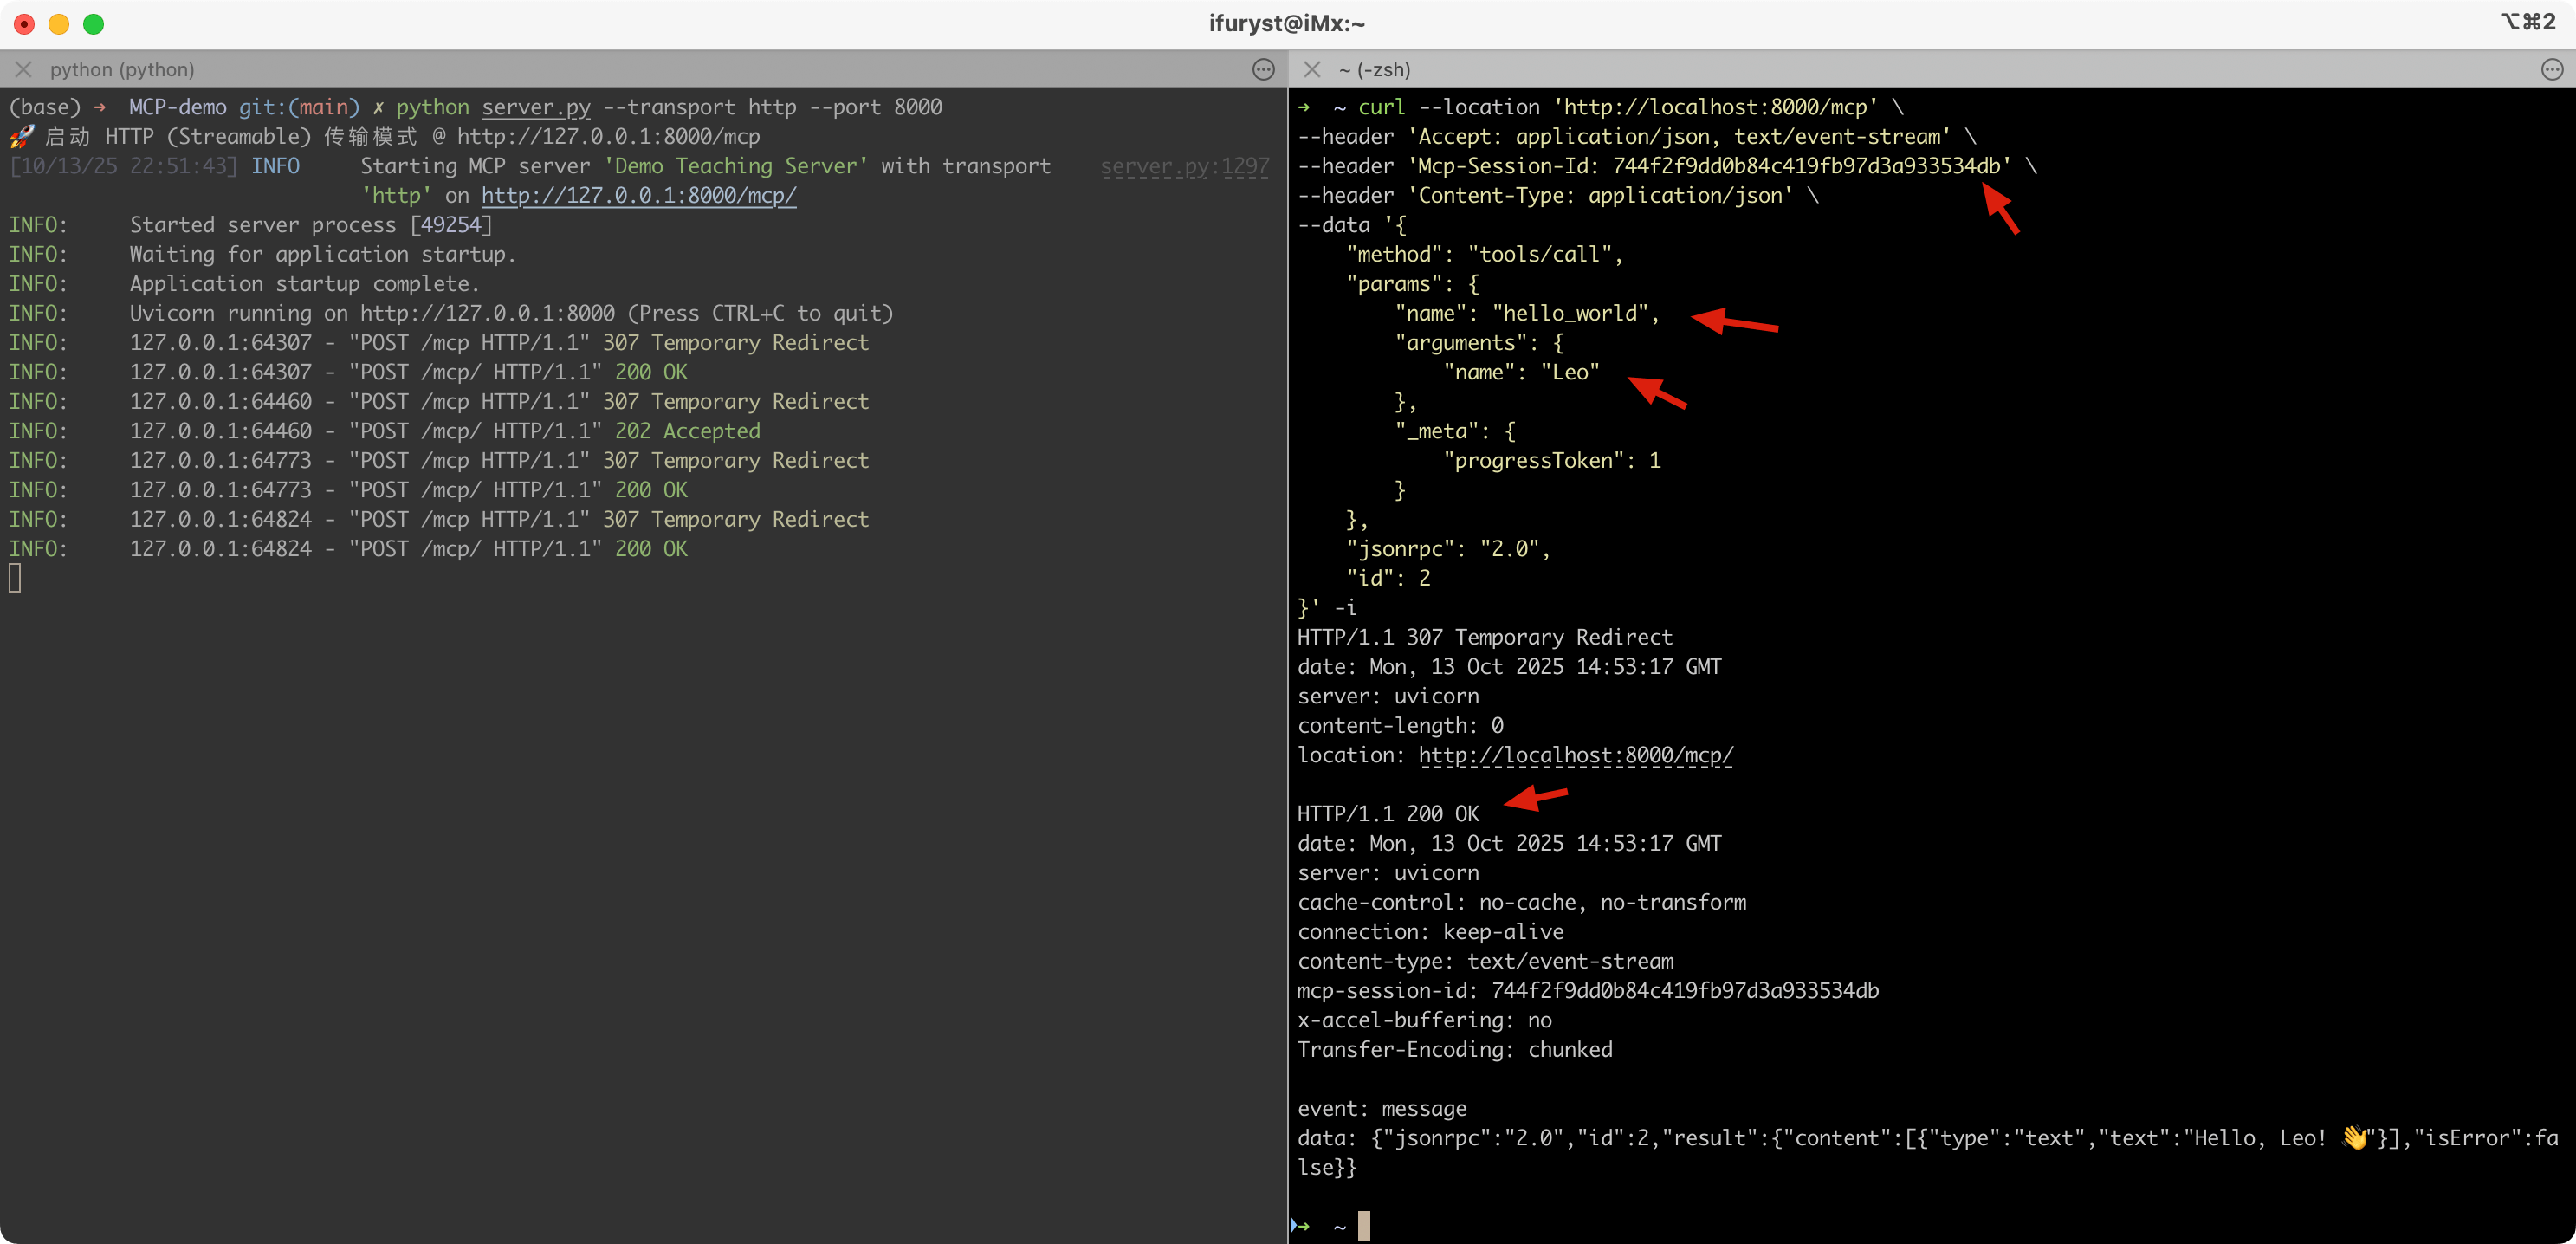 ifuryst@iMx:~
⌥⌘2
python (python)
(base) ➜  MCP-demo git:(main) ✗ python server.py --transport http --port 8000
🚀 启动 HTTP (Streamable) 传输模式 @ http://127.0.0.1:8000/mcp
[10/13/25 22:51:43] INFO     Starting MCP server 'Demo Teaching Server' with transport    server.py:1297
'http' on http://127.0.0.1:8000/mcp/
INFO:     Started server process [49254]
INFO:     Waiting for application startup.
INFO:     Application startup complete.
INFO:     Uvicorn running on http://127.0.0.1:8000 (Press CTRL+C to quit)
INFO:     127.0.0.1:64307 - "POST /mcp HTTP/1.1" 307 Temporary Redirect
INFO:     127.0.0.1:64307 - "POST /mcp/ HTTP/1.1" 200 OK
INFO:     127.0.0.1:64460 - "POST /mcp HTTP/1.1" 307 Temporary Redirect
INFO:     127.0.0.1:64460 - "POST /mcp/ HTTP/1.1" 202 Accepted
INFO:     127.0.0.1:64773 - "POST /mcp HTTP/1.1" 307 Temporary Redirect
INFO:     127.0.0.1:64773 - "POST /mcp/ HTTP/1.1" 200 OK
INFO:     127.0.0.1:64824 - "POST /mcp HTTP/1.1" 307 Temporary Redirect
INFO:     127.0.0.1:64824 - "POST /mcp/ HTTP/1.1" 200 OK
~ (-zsh)
➜  ~ curl --location 'http://localhost:8000/mcp' \
--header 'Accept: application/json, text/event-stream' \
--header 'Mcp-Session-Id: 744f2f9dd0b84c419fb97d3a933534db' \
--header 'Content-Type: application/json' \
--data '{
    "method": "tools/call",
    "params": {
        "name": "hello_world",
        "arguments": {
            "name": "Leo"
        },
        "_meta": {
            "progressToken": 1
        }
    },
    "jsonrpc": "2.0",
    "id": 2
}' -i
HTTP/1.1 307 Temporary Redirect
date: Mon, 13 Oct 2025 14:53:17 GMT
server: uvicorn
content-length: 0
location: http://localhost:8000/mcp/
HTTP/1.1 200 OK
date: Mon, 13 Oct 2025 14:53:17 GMT
server: uvicorn
cache-control: no-cache, no-transform
connection: keep-alive
content-type: text/event-stream
mcp-session-id: 744f2f9dd0b84c419fb97d3a933534db
x-accel-buffering: no
Transfer-Encoding: chunked
event: message
data: {"jsonrpc":"2.0","id":2,"result":{"content":[{"type":"text","text":"Hello, Leo! 👋"}],"isError":fa
lse}}
➜  ~